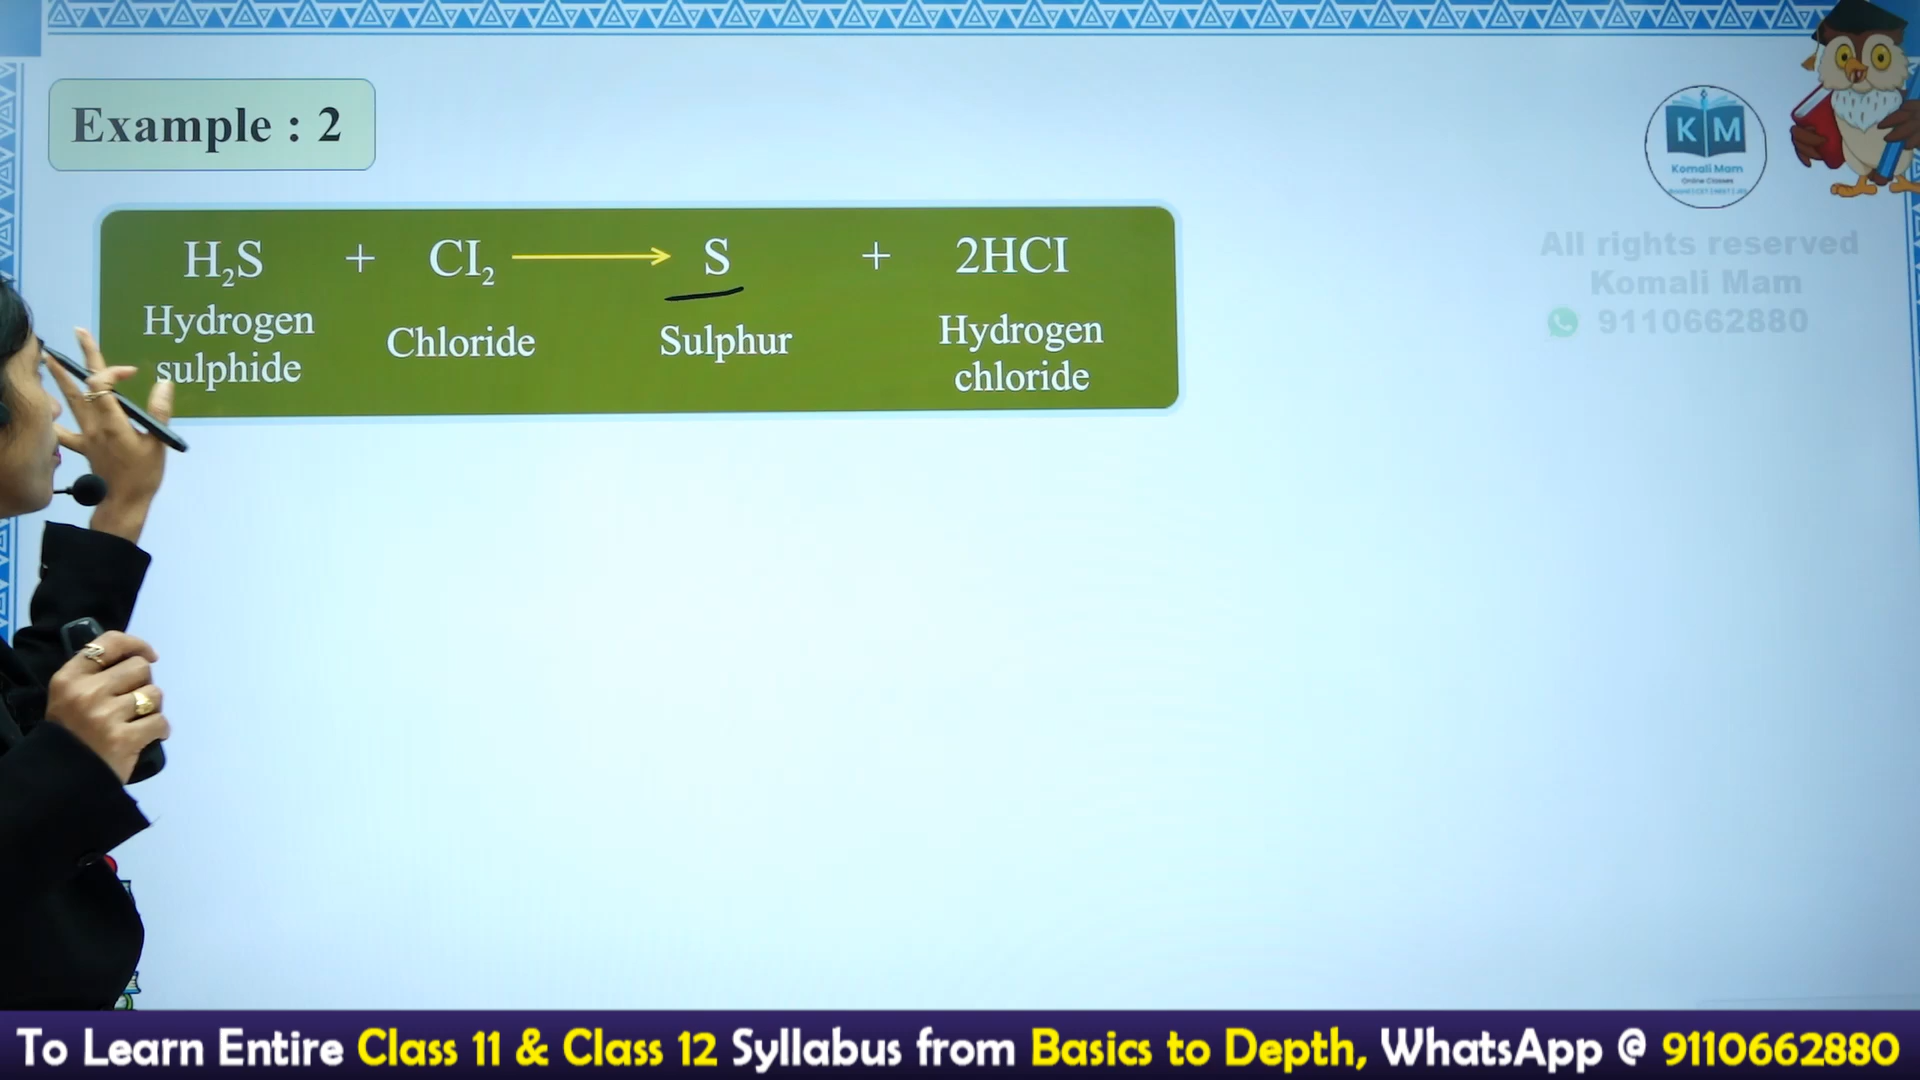 Example : 2
K M
Komali Mam
Online Classes
All rights reserved
Komali Mam
9110662880
H₂S + CI₂ ⟶ S + 2HCI
Hydrogen sulphide
Chloride
Sulphur
Hydrogen chloride
To Learn Entire Class 11 & Class 12 Syllabus from Basics to Depth, WhatsApp @ 9110662880